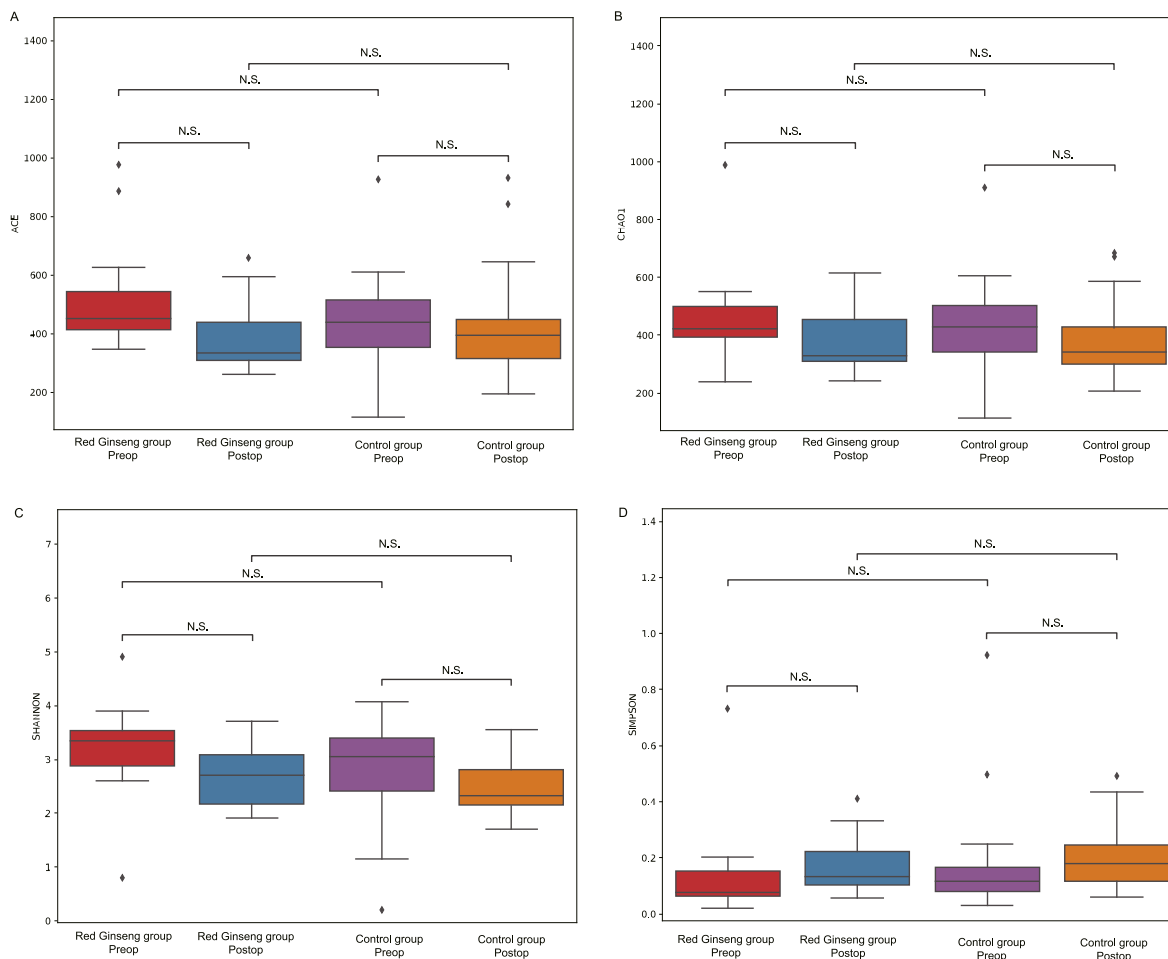 A
1400
1200
1000
800
600
400
200
ACE
N.S.
N.S.
N.S.
N.S.
Red Ginseng group
Preop
Red Ginseng group
Postop
Control group
Preop
Control group
Postop
B
1400
1200
1000
800
600
400
200
CHAO1
N.S.
N.S.
N.S.
N.S.
Red Ginseng group
Preop
Red Ginseng group
Postop
Control group
Preop
Control group
Postop
C
7
6
5
4
3
2
1
0
SHANNON
N.S.
N.S.
N.S.
N.S.
Red Ginseng group
Preop
Red Ginseng group
Postop
Control group
Preop
Control group
Postop
D
1.4
1.2
1.0
0.8
0.6
0.4
0.2
0.0
SIMPSON
N.S.
N.S.
N.S.
N.S.
Red Ginseng group
Preop
Red Ginseng group
Postop
Control group
Preop
Control group
Postop